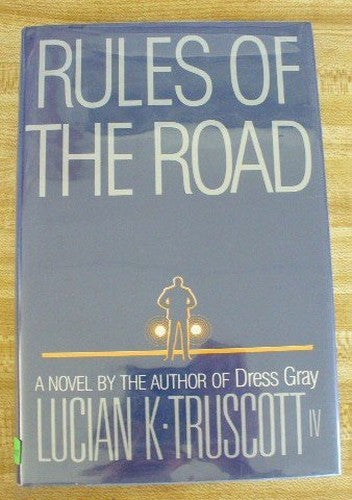 RULES OF
THE ROAD
A NOVEL BY THE AUTHOR OF Dress Gray
LUCIAN K·TRUSCOTT IV